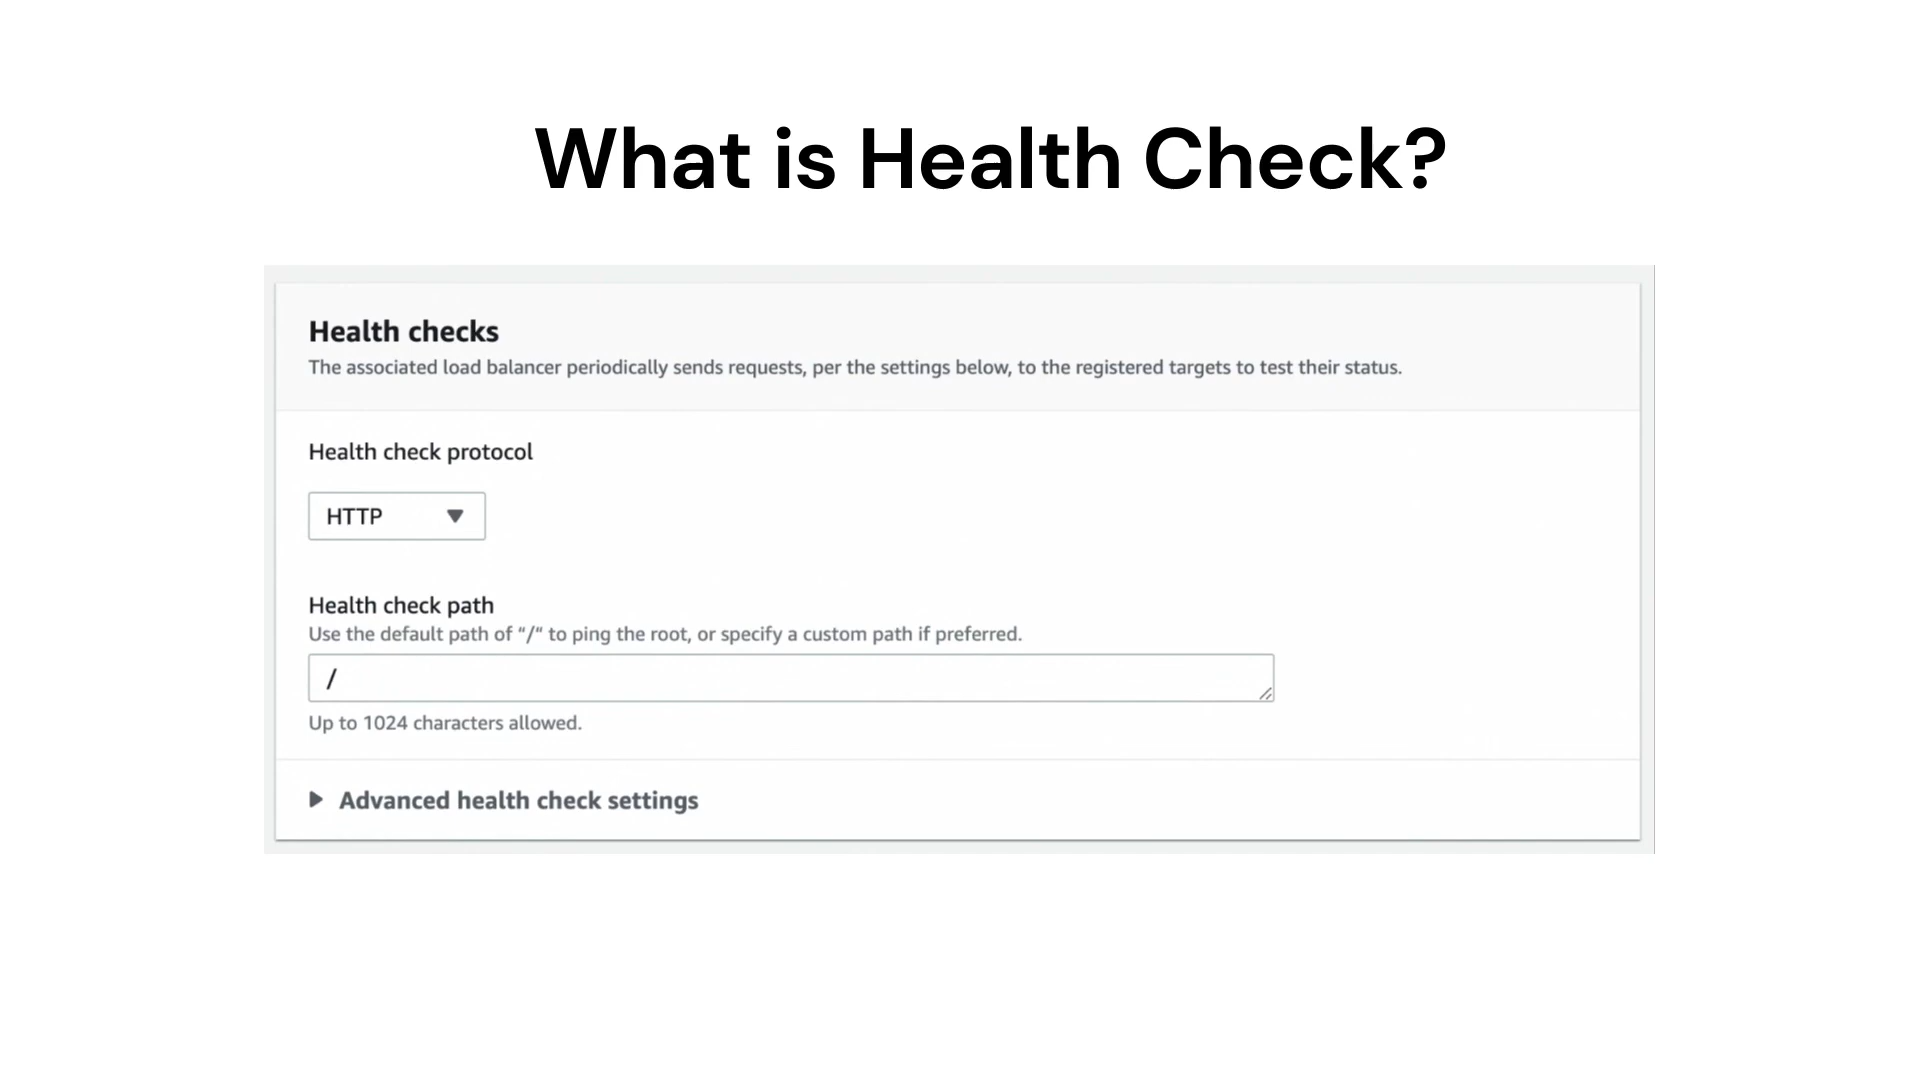 What is Health Check?
Health checks
The associated load balancer periodically sends requests, per the settings below, to the registered targets to test their status.
Health check protocol
HTTP
Health check path
Use the default path of “/“ to ping the root, or specify a custom path if preferred.
/
Up to 1024 characters allowed.
Advanced health check settings